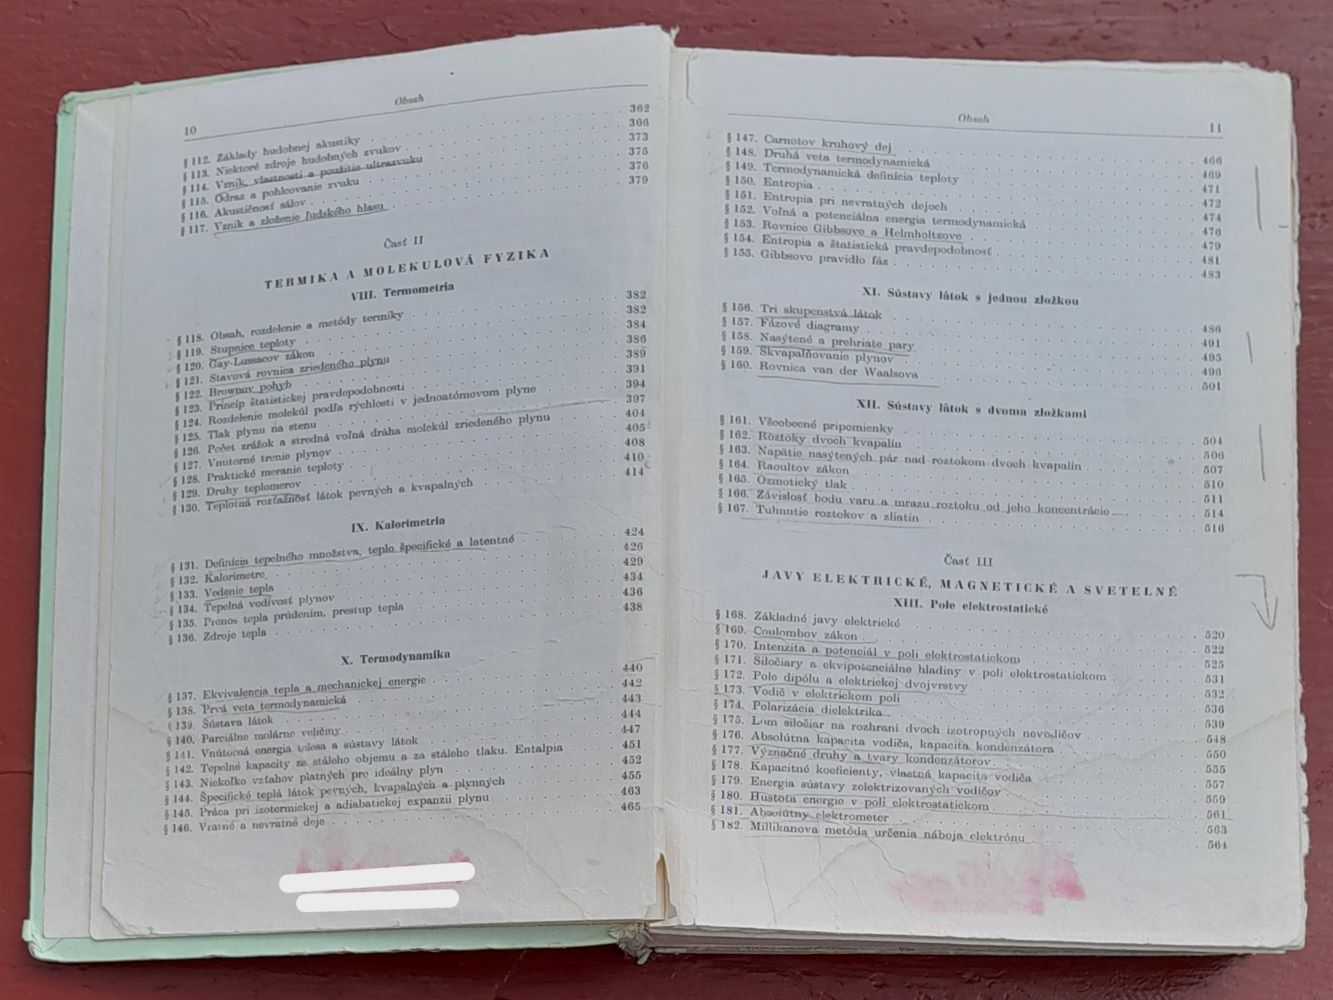 10
Obsah
§ 112. Základy hudobnej akustiky 362
§ 113. Niektoré zdroje hudobných zvukov 366
§ 114. Vznik, vlastnosti a použitie ultrazvuku 373
§ 115. Odraz a pohlcovanie zvuku 375
§ 116. Akustičnosť sálov 376
§ 117. Vznik a zloženie ľudského hlasu 379
Časť II
TERMIKA A MOLEKULOVÁ FYZIKA
VIII. Termometria
§ 118. Obsah, rozdelenie a metódy termiky 382
§ 119. Stupnice teploty 382
§ 120. Gay-Lussacov zákon 384
§ 121. Stavová rovnica zriedeného plynu 386
§ 122. Brownov pohyb 389
§ 123. Princíp štatistickej pravdepodobnosti 391
§ 124. Rozdelenie molekúl podľa rýchlosti v jednoatómovom plyne 394
§ 125. Tlak plynu na stenu 397
§ 126. Počet zrážok a stredná voľná dráha molekúl zriedeného plynu 404
§ 127. Vnútorné trenie plynov 405
§ 128. Praktické meranie teploty 408
§ 129. Druhy teplomerov 410
§ 130. Teplotná rozťažnosť látok pevných a kvapalných 414
IX. Kalorimetria
§ 131. Definícia tepelného množstva, teplo špecifické a latentné 424
§ 132. Kalorimetre 426
§ 133. Vedenie tepla 429
§ 134. Tepelná vodivosť plynov 434
§ 135. Prenos tepla prúdením, prestup tepla 436
§ 136. Zdroje tepla 438
X. Termodynamika
§ 137. Ekvivalencia tepla a mechanickej energie 440
§ 138. Prvá veta termodynamická 442
§ 139. Sústava látok 443
§ 140. Parciálne molárne veličiny 444
§ 141. Vnútorná energia telesa a sústavy látok 447
§ 142. Tepelné kapacity za stáleho objemu a za stáleho tlaku. Entalpia 451
§ 143. Niekoľko vzťahov platných pre ideálny plyn 452
§ 144. Špecifické teplá látok pevných, kvapalných a plynných 455
§ 145. Práca pri izotermickej a adiabatickej expanzii plynu 463
§ 146. Vratné a nevratné deje 465
Obsah
11
§ 147. Carnotov kruhový dej 466
§ 148. Druhá veta termodynamická 469
§ 149. Termodynamická definícia teploty 471
§ 150. Entropia 472
§ 151. Entropia pri nevratných dejoch 474
§ 152. Voľná a potenciálna energia termodynamická 476
§ 153. Rovnice Gibbsove a Helmholtzove 479
§ 154. Entropia a štatistická pravdepodobnosť 481
§ 155. Gibbsovo pravidlo fáz 483
XI. Sústavy látok s jednou zložkou
§ 156. Tri skupenstvá látok 486
§ 157. Fázové diagramy 491
§ 158. Nasýtené a prehriate pary 495
§ 159. Skvapalňovanie plynov 496
§ 160. Rovnica van der Waalsova 501
XII. Sústavy látok s dvoma zložkami
§ 161. Všeobecné pripomienky 504
§ 162. Roztoky dvoch kvapalín 506
§ 163. Napätie nasýtených pár nad roztokom dvoch kvapalín 507
§ 164. Raoultov zákon 510
§ 165. Ozmotický tlak 511
§ 166. Závislosť bodu varu a mrazu roztoku od jeho koncentrácie 514
§ 167. Tuhnutie roztokov a zliatin 516
Časť III
JAVY ELEKTRICKÉ, MAGNETICKÉ A SVETELNÉ
XIII. Pole elektrostatické
§ 168. Základné javy elektrické 520
§ 169. Coulombov zákon 522
§ 170. Intenzita a potenciál v poli elektrostatickom 525
§ 171. Siločiary a ekvipotenciálne hladiny v poli elektrostatickom 531
§ 172. Pole dipólu a elektrickej dvojvrstvy 532
§ 173. Vodič v elektrickom poli 536
§ 174. Polarizácia dielektrika 539
§ 175. Lom siločiar na rozhraní dvoch izotropných nevodičov 548
§ 176. Absolútna kapacita vodiča, kapacita kondenzátora 550
§ 177. Význačné druhy a tvary kondenzátorov 555
§ 178. Kapacitné koeficienty, vlastná kapacita vodiča 557
§ 179. Energia sústavy zelektrizovaných vodičov 559
§ 180. Hustota energie v poli elektrostatickom 561
§ 181. Absolútny elektrometer 563
§ 182. Millikanova metóda určenia náboja elektrónu 564